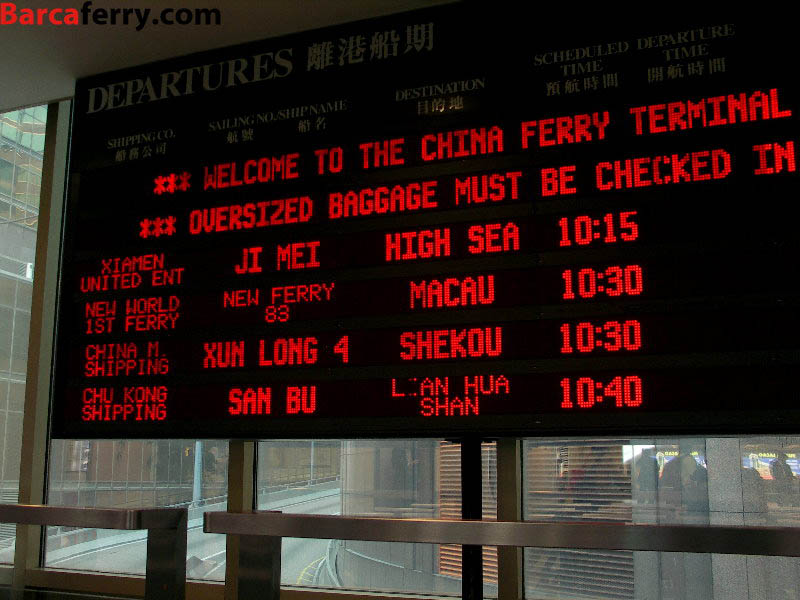 Barcaferry.com
DEPARTURES 離港船期
SHIPPING CO. SAILING NO./SHIP NAME DESTINATION SCHEDULED TIME DEPARTURE TIME
船務公司 航號 船名 目的地 預航時間 開航時間
*** WELCOME TO THE CHINA FERRY TERMINAL
*** OVERSIZED BAGGAGE MUST BE CHECKED IN
XIAMEN UNITED ENT JI MEI HIGH SEA 10:15
NEW WORLD 1ST FERRY NEW FERRY 83 MACAU 10:30
CHINA M. SHIPPING XUN LONG 4 SHEKOU 10:30
CHU KONG SHIPPING SAN BU LIAN HUA SHAN 10:40